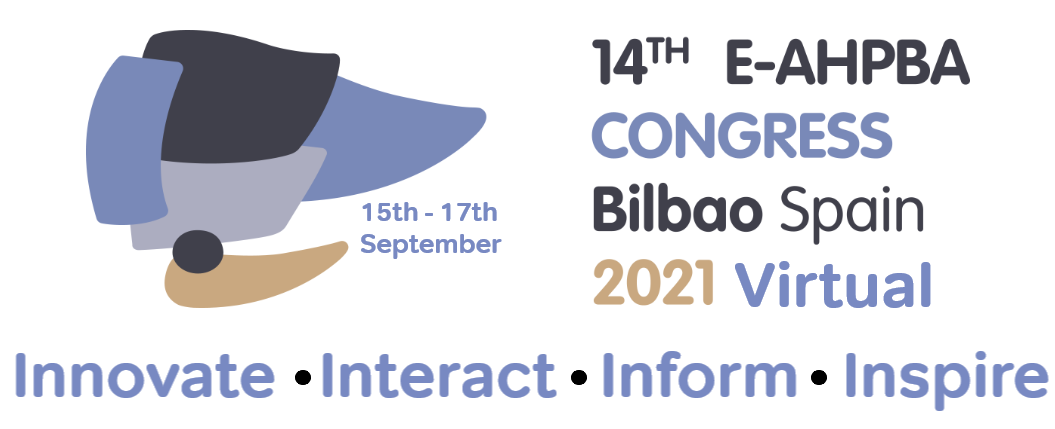 14TH E-AHPBA
CONGRESS
Bilbao Spain
2021 Virtual
15th - 17th
September
Innovate • Interact • Inform • Inspire